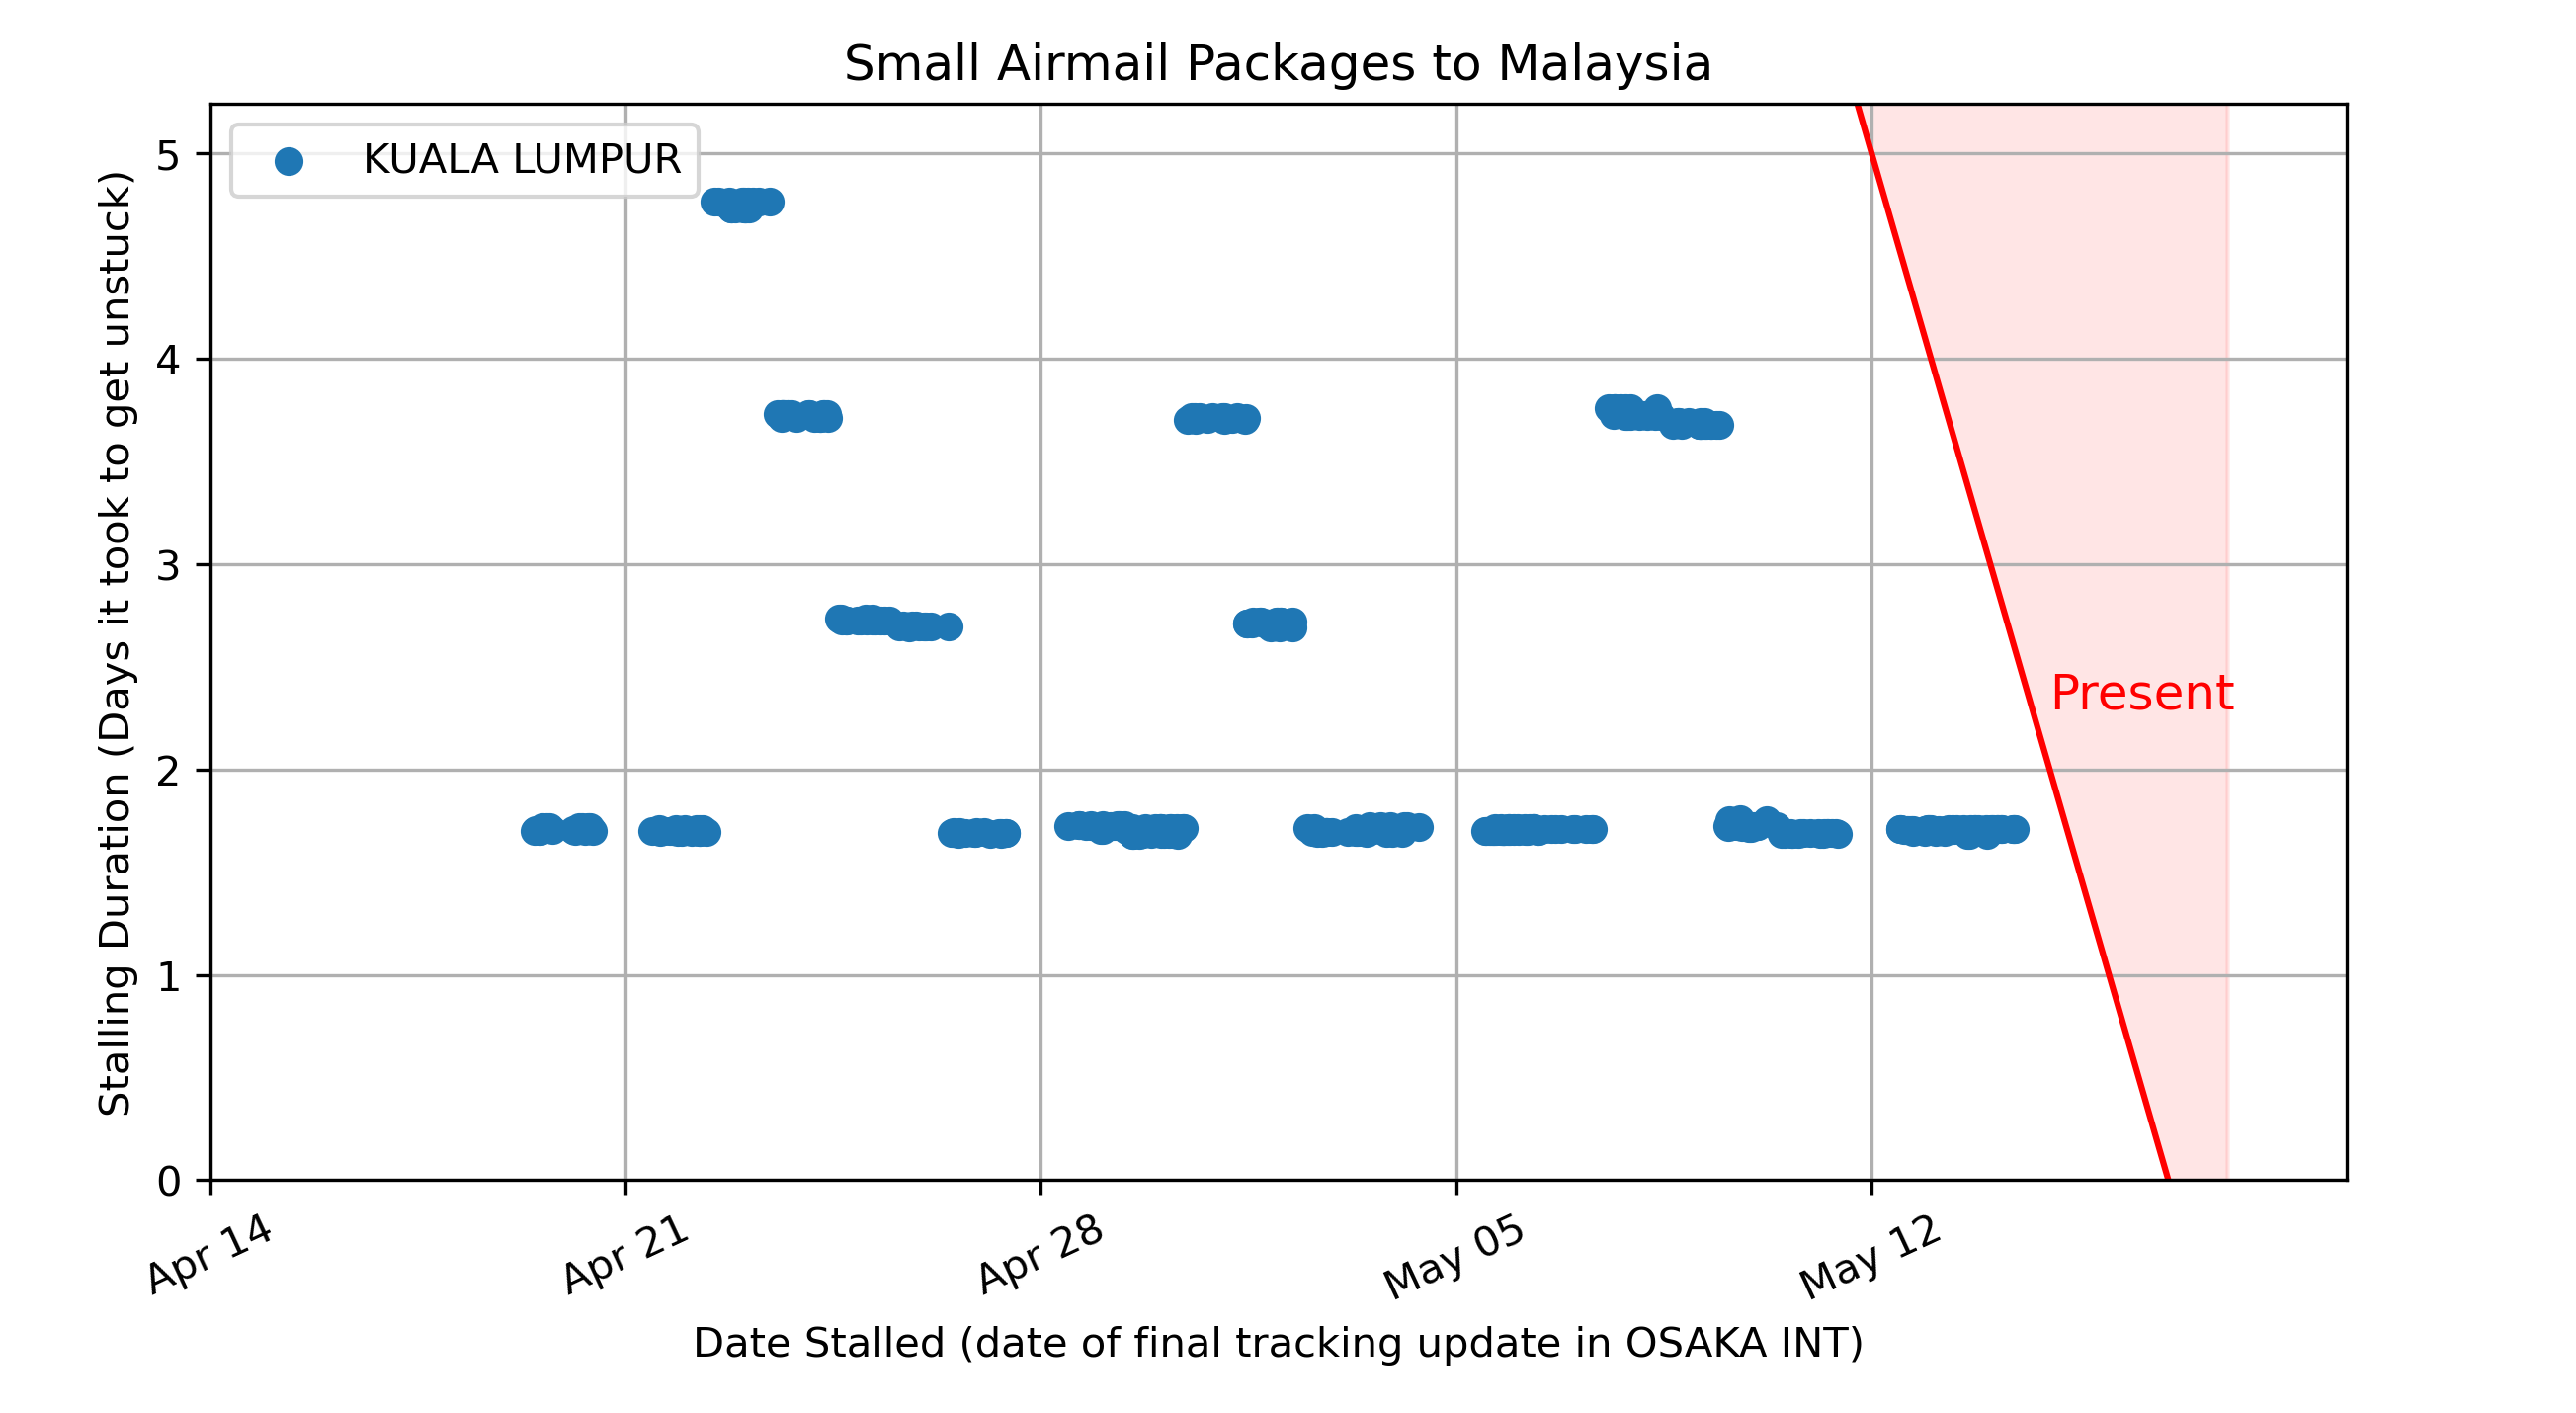 Small Airmail Packages to Malaysia
KUALA LUMPUR
Stalling Duration (Days it took to get unstuck)
5
4
3
2
1
0
Present
Apr 14
Apr 21
Apr 28
May 05
May 12
Date Stalled (date of final tracking update in OSAKA INT)